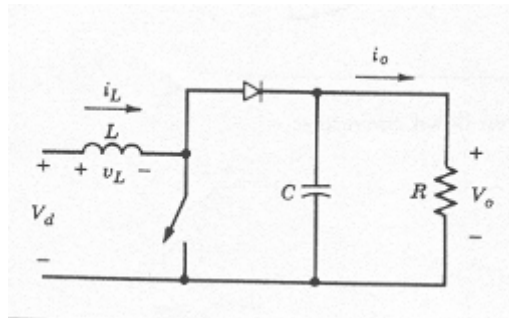 i_o
i_L
L
+ + v_L - +
C R V_o
V_d
- -